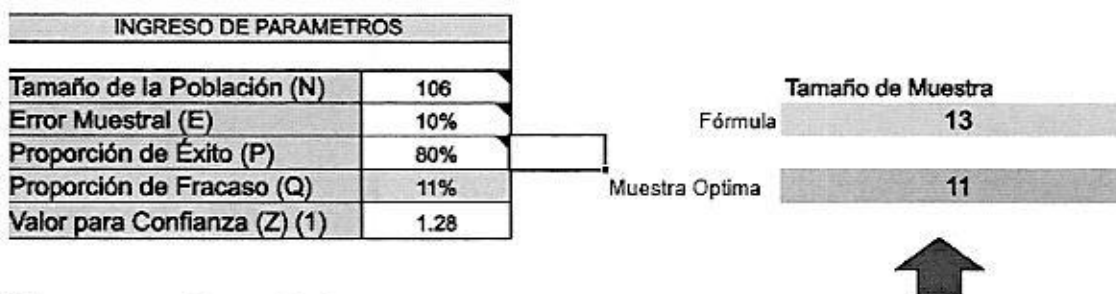 INGRESO DE PARAMETROS
Tamaño de la Población (N) 106
Error Muestral (E) 10%
Proporción de Éxito (P) 80%
Proporción de Fracaso (Q) 11%
Valor para Confianza (Z) (1) 1.28
Tamaño de Muestra
Fórmula 13
Muestra Optima 11